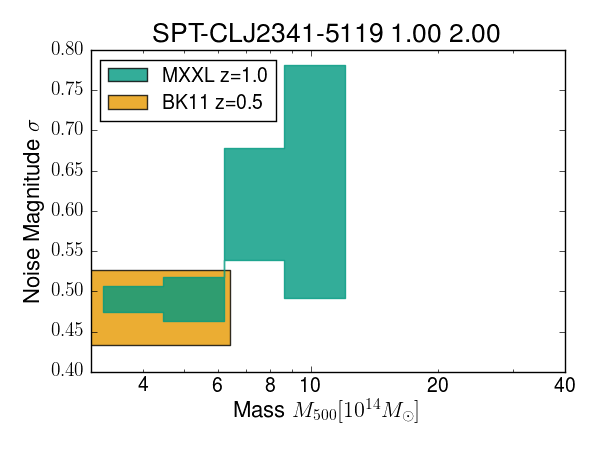 SPT-CLJ2341-5119 1.00 2.00
MXXL z=1.0
BK11 z=0.5
Noise Magnitude σ
0.80
0.75
0.70
0.65
0.60
0.55
0.50
0.45
0.40
4 6 8 10 20 40
Mass M₅₀₀[10¹⁴M☉]